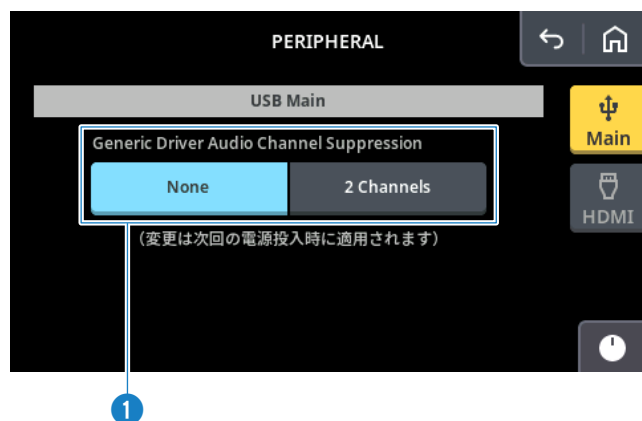 PERIPHERAL
USB Main
Generic Driver Audio Channel Suppression
None
2 Channels
（変更は次回の電源投入時に適用されます）
Main
HDMI
1